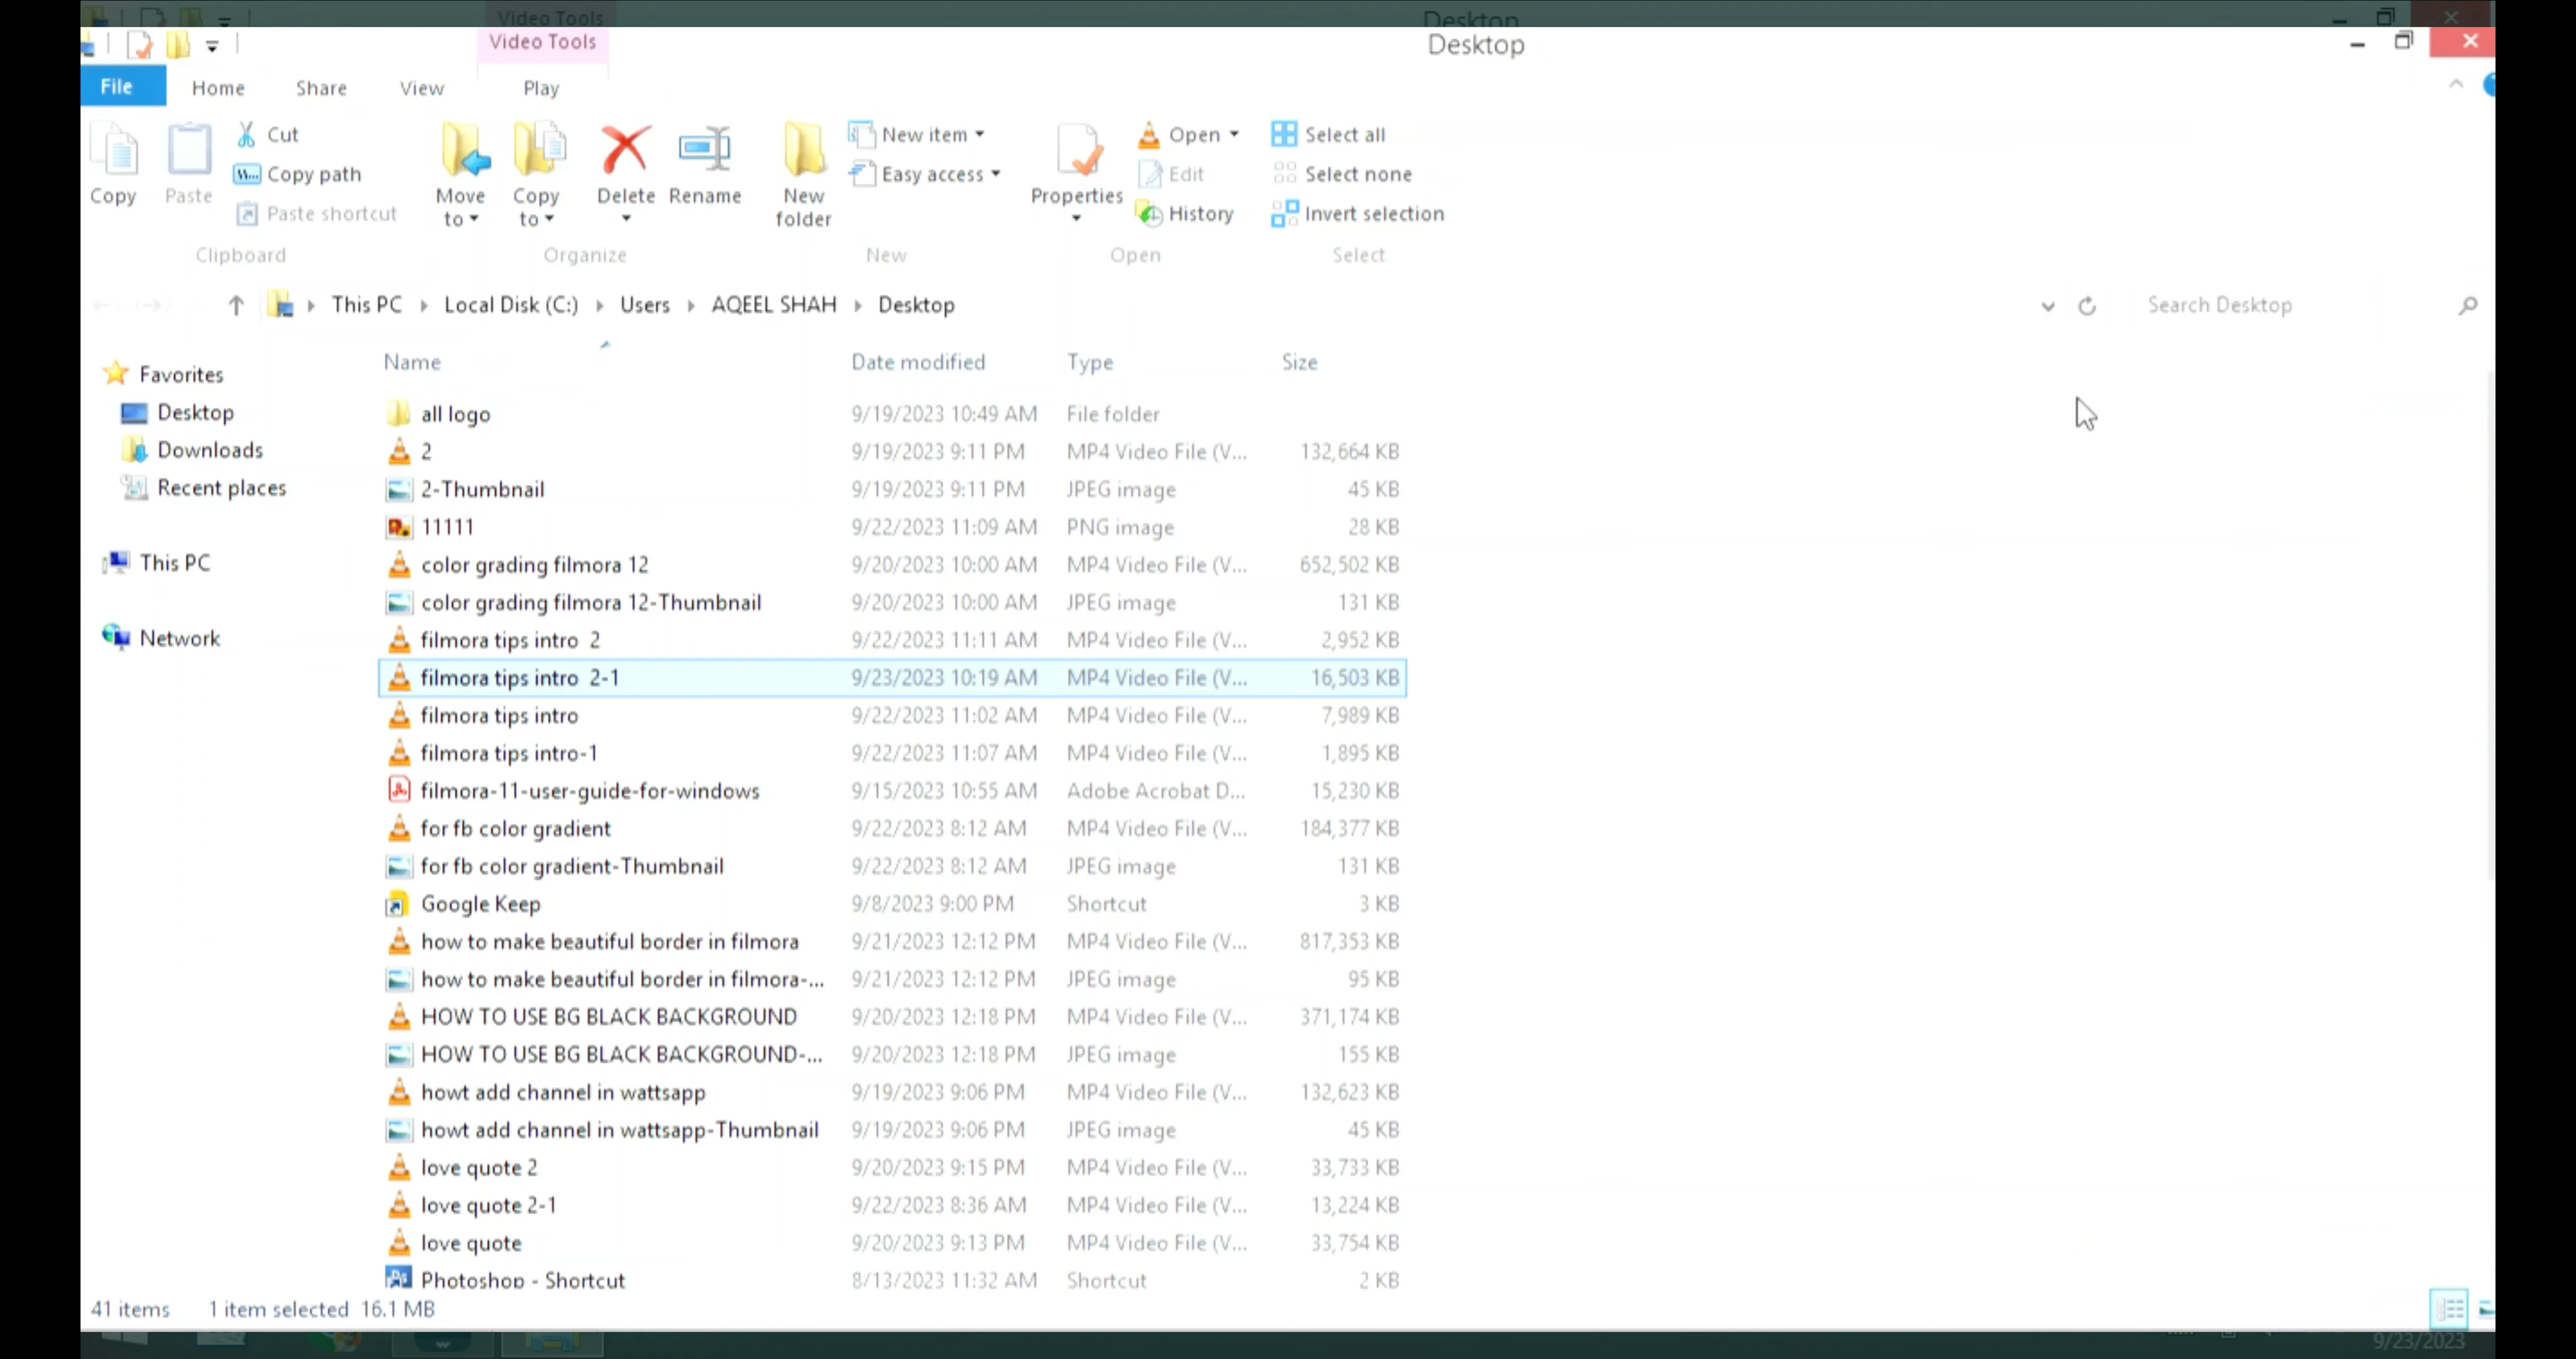 Video Tools
Desktop
Video Tools
Desktop
File
Home
Share
View
Play
Copy
Paste
Cut
Copy path
Paste shortcut
Move to
Copy to
Delete
Rename
New folder
New item
Easy access
Properties
Open
Edit
History
Select all
Select none
Invert selection
Clipboard
Organize
New
Open
Select
This PC
Local Disk (C:)
Users
AQEEL SHAH
Desktop
Search Desktop
Favorites
Desktop
Downloads
Recent places
This PC
Network
Name Date modified Type Size
all logo 9/19/2023 10:49 AM File folder
2 9/19/2023 9:11 PM MP4 Video File (V... 132,664 KB
2-Thumbnail 9/19/2023 9:11 PM JPEG image 45 KB
11111 9/22/2023 11:09 AM PNG image 28 KB
color grading filmora 12 9/20/2023 10:00 AM MP4 Video File (V... 652,502 KB
color grading filmora 12-Thumbnail 9/20/2023 10:00 AM JPEG image 131 KB
filmora tips intro 2 9/22/2023 11:11 AM MP4 Video File (V... 2,952 KB
filmora tips intro 2-1 9/23/2023 10:19 AM MP4 Video File (V... 16,503 KB
filmora tips intro 9/22/2023 11:02 AM MP4 Video File (V... 7,989 KB
filmora tips intro-1 9/22/2023 11:07 AM MP4 Video File (V... 1,895 KB
filmora-11-user-guide-for-windows 9/15/2023 10:55 AM Adobe Acrobat D... 15,230 KB
for fb color gradient 9/22/2023 8:12 AM MP4 Video File (V... 184,377 KB
for fb color gradient-Thumbnail 9/22/2023 8:12 AM JPEG image 131 KB
Google Keep 9/8/2023 9:00 PM Shortcut 3 KB
how to make beautiful border in filmora 9/21/2023 12:12 PM MP4 Video File (V... 817,353 KB
how to make beautiful border in filmora-... 9/21/2023 12:12 PM JPEG image 95 KB
HOW TO USE BG BLACK BACKGROUND 9/20/2023 12:18 PM MP4 Video File (V... 371,174 KB
HOW TO USE BG BLACK BACKGROUND-... 9/20/2023 12:18 PM JPEG image 155 KB
howt add channel in wattsapp 9/19/2023 9:06 PM MP4 Video File (V... 132,623 KB
howt add channel in wattsapp-Thumbnail 9/19/2023 9:06 PM JPEG image 45 KB
love quote 2 9/20/2023 9:15 PM MP4 Video File (V... 33,733 KB
love quote 2-1 9/22/2023 8:36 AM MP4 Video File (V... 13,224 KB
love quote 9/20/2023 9:13 PM MP4 Video File (V... 33,754 KB
Photoshop - Shortcut 8/13/2023 11:32 AM Shortcut 2 KB
41 items 1 item selected 16.1 MB
9/23/2023